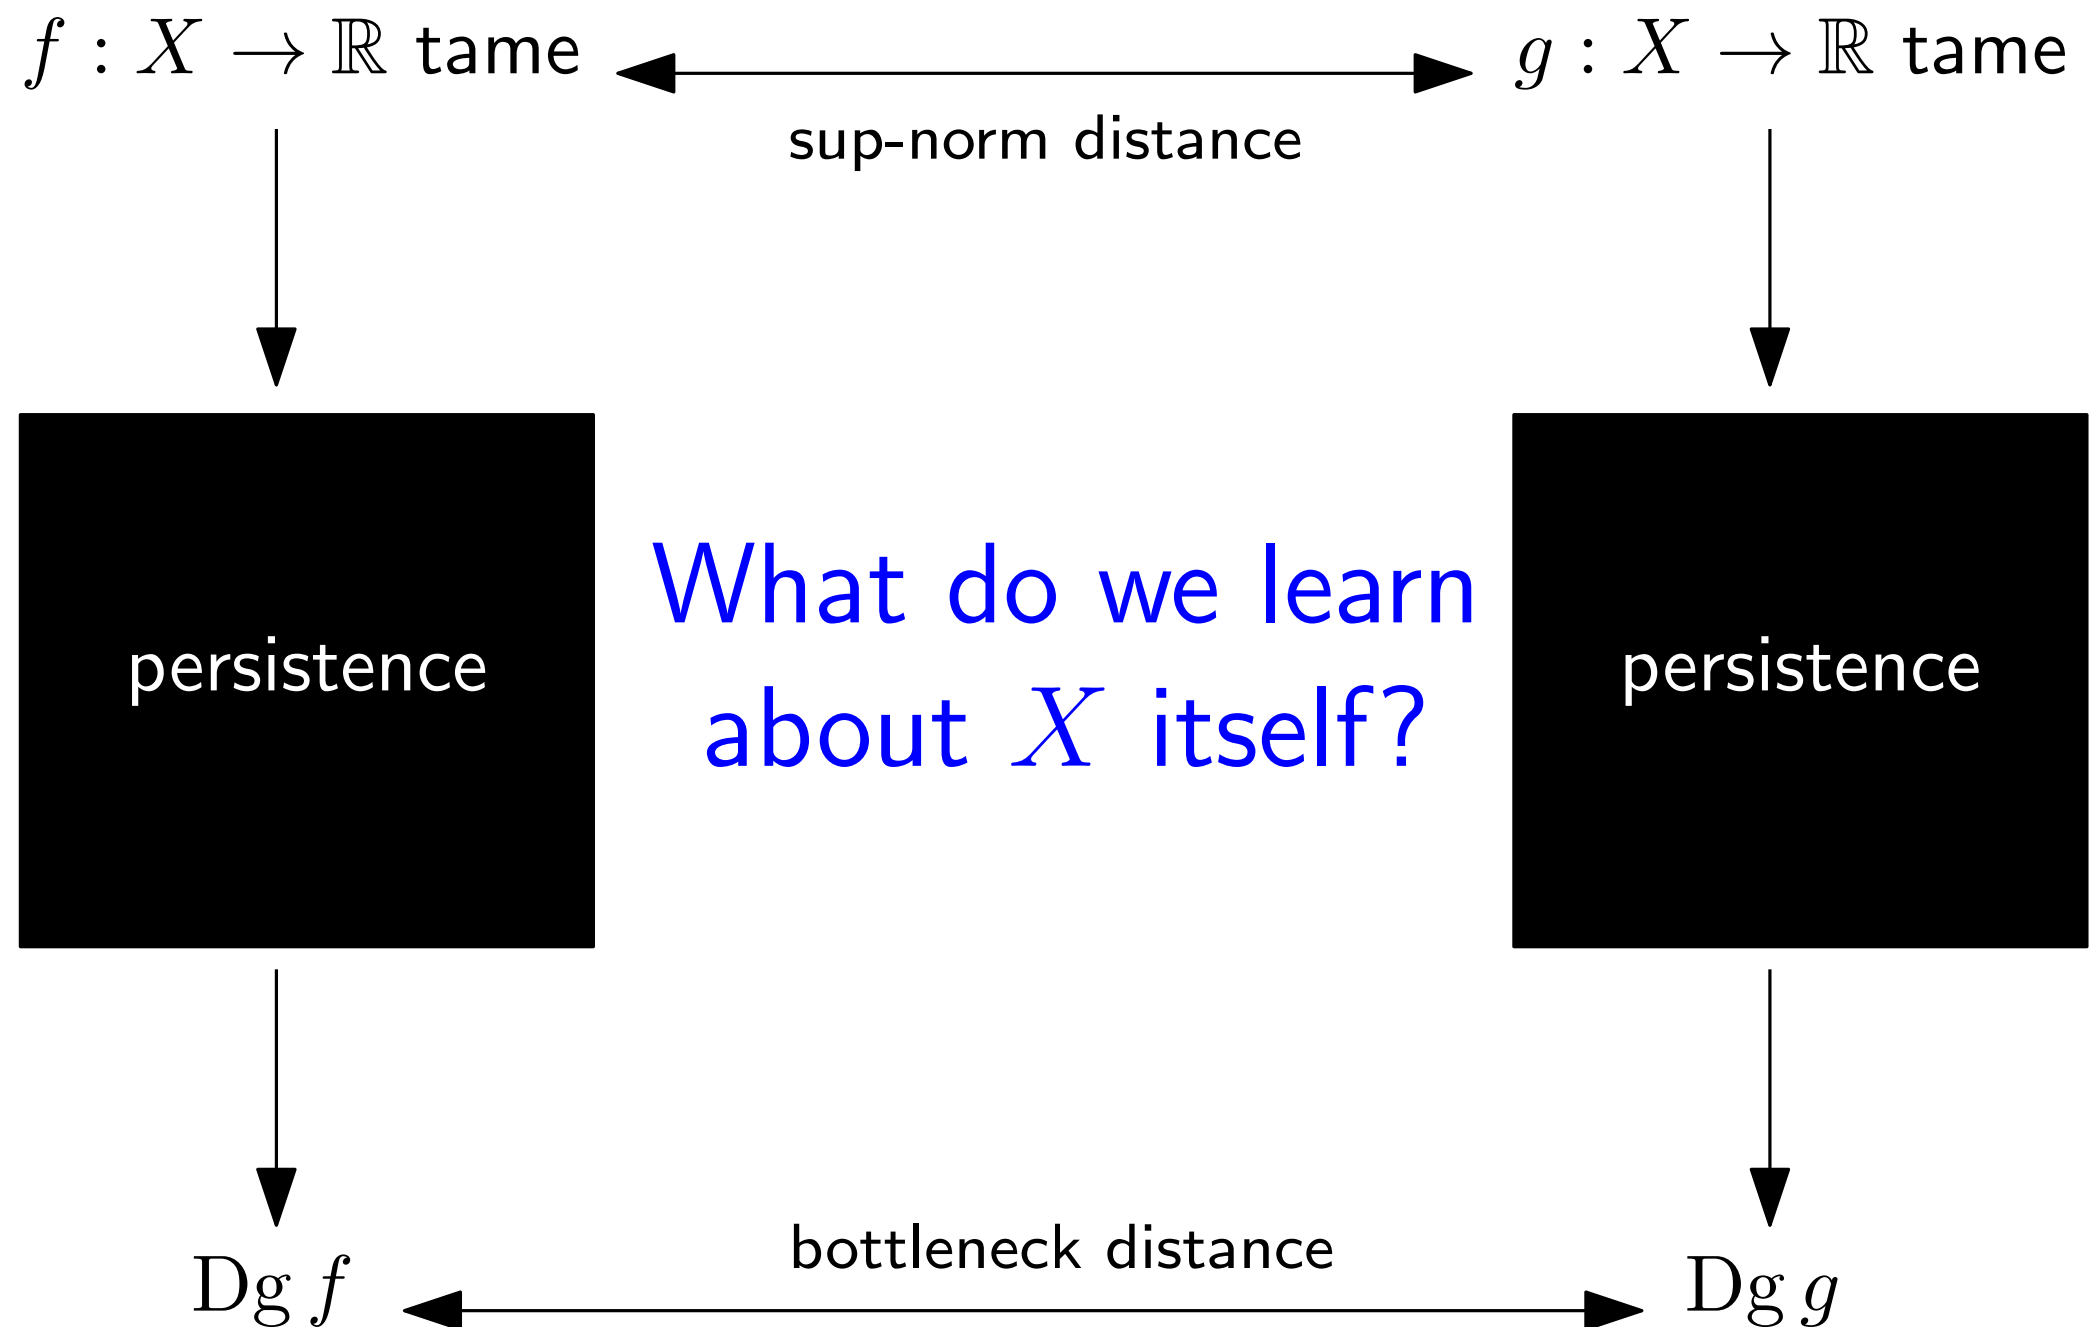 f : X → ℝ tame
g : X → ℝ tame
sup-norm distance
persistence
What do we learn
about X itself?
persistence
bottleneck distance
Dg f
Dg g